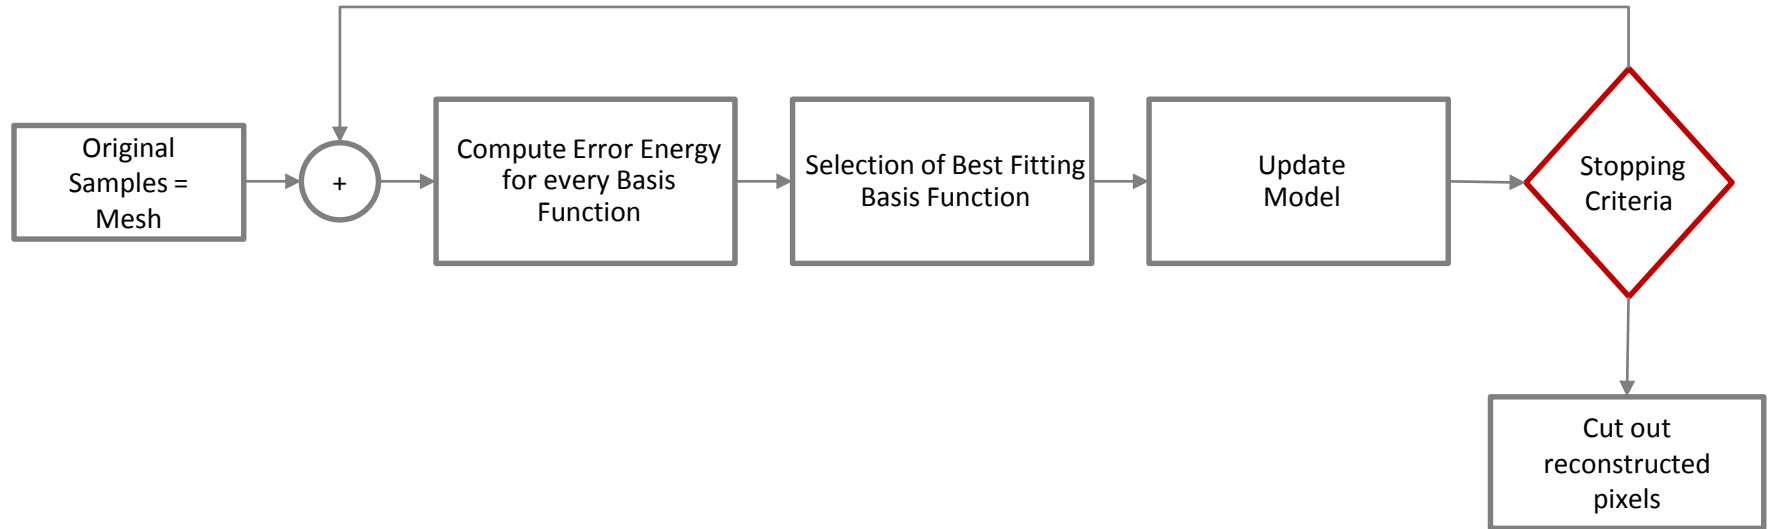 Original
Samples =
Mesh
+
Compute Error Energy
for every Basis
Function
Selection of Best Fitting
Basis Function
Update
Model
Stopping
Criteria
Cut out
reconstructed
pixels